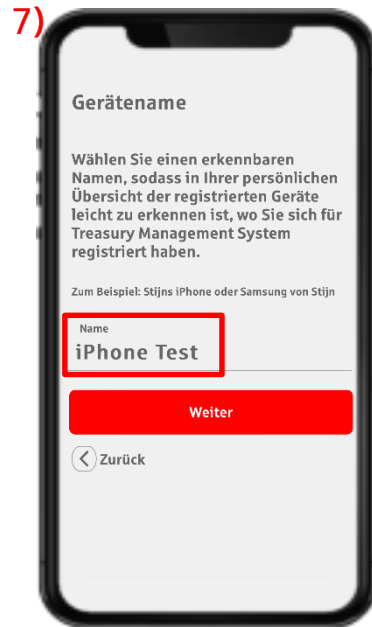 7)
Gerätename
Wählen Sie einen erkennbaren
Namen, sodass in Ihrer persönlichen
Übersicht der registrierten Geräte
leicht zu erkennen ist, wo Sie sich für
Treasury Management System
registriert haben.
Zum Beispiel: Stijns iPhone oder Samsung von Stijn
Name
iPhone Test
Weiter
Zurück